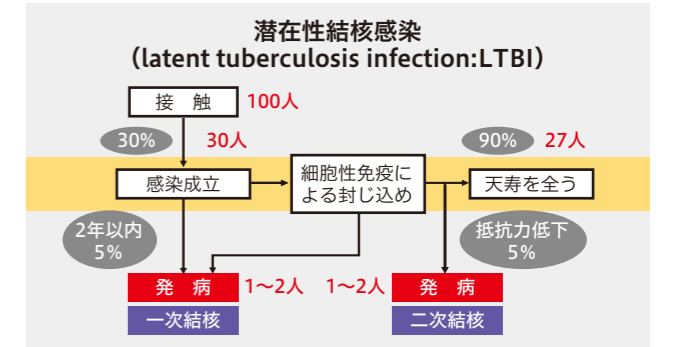 潜在性結核感染
（latent tuberculosis infection:LTBI）
接　触
100人
30%
30人
90%
27人
感染成立
細胞性免疫に
よる封じ込め
天寿を全う
2年以内
5%
抵抗力低下
5%
発　病
1〜2人
1〜2人
発　病
一次結核
二次結核